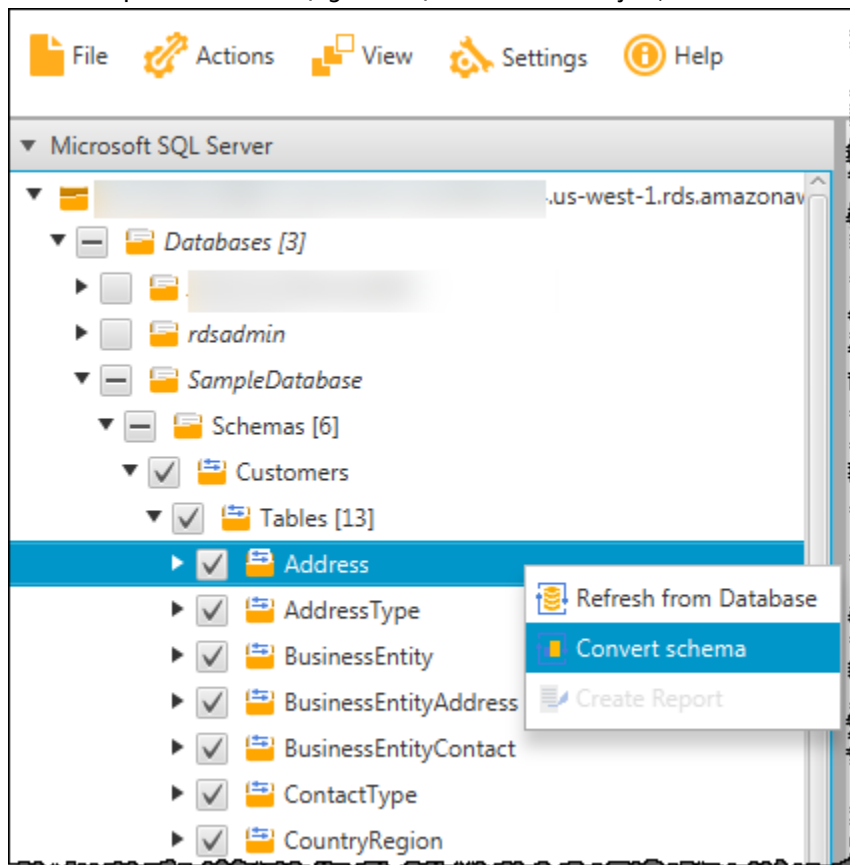 File Actions View Settings Help
Microsoft SQL Server
.us-west-1.rds.amazonaw
Databases [3]
rdsadmin
SampleDatabase
Schemas [6]
Customers
Tables [13]
Address
Refresh from Database
AddressType
Convert schema
BusinessEntity
BusinessEntityAddress
Create Report
BusinessEntityContact
ContactType
CountryRegion